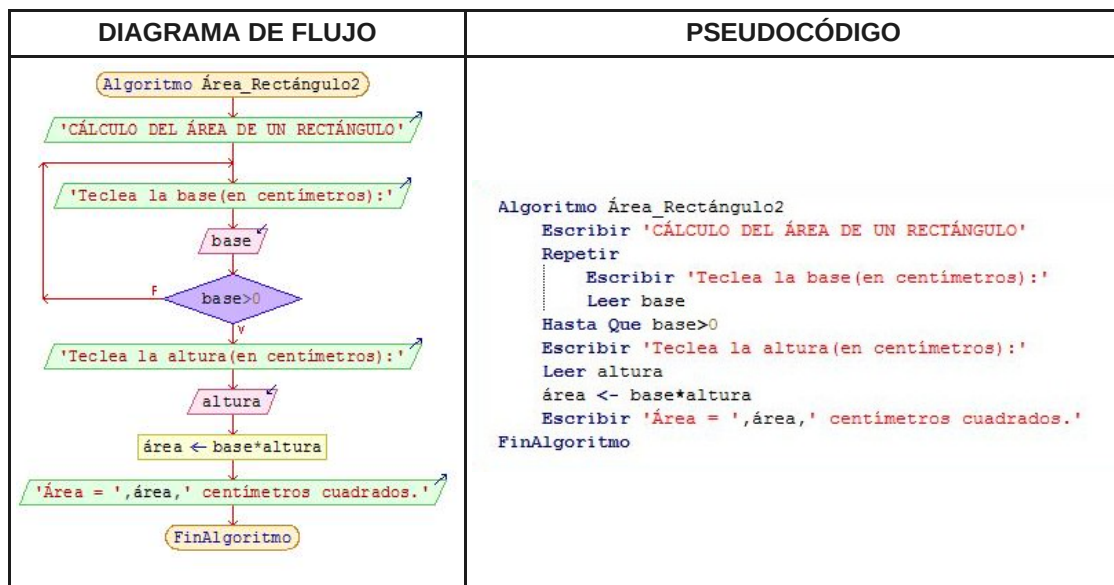 DIAGRAMA DE FLUJO
PSEUDOCÓDIGO
Algoritmo Área_Rectángulo2
'CÁLCULO DEL ÁREA DE UN RECTÁNGULO'
'Teclea la base(en centímetros):'
base
F
base>0
V
'Teclea la altura(en centímetros):'
altura
área ← base*altura
'Área = ',área,' centímetros cuadrados.'
FinAlgoritmo
Algoritmo Área_Rectángulo2
Escribir 'CÁLCULO DEL ÁREA DE UN RECTÁNGULO'
Repetir
Escribir 'Teclea la base(en centímetros):'
Leer base
Hasta Que base>0
Escribir 'Teclea la altura(en centímetros):'
Leer altura
área <- base*altura
Escribir 'Área = ',área,' centímetros cuadrados.'
FinAlgoritmo